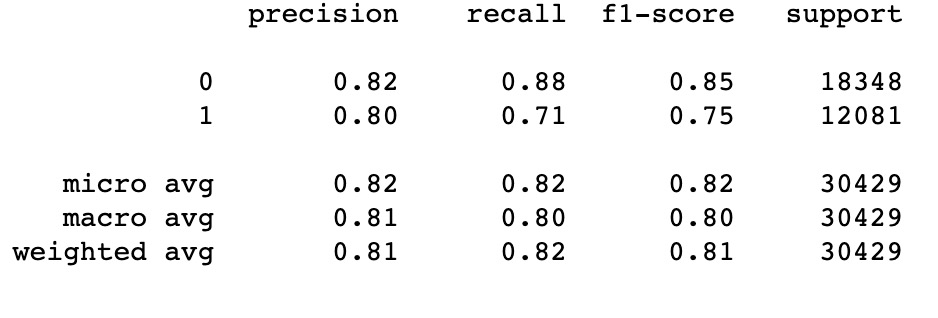 precision recall f1-score support
0 0.82 0.88 0.85 18348
1 0.80 0.71 0.75 12081
micro avg 0.82 0.82 0.82 30429
macro avg 0.81 0.80 0.80 30429
weighted avg 0.81 0.82 0.81 30429